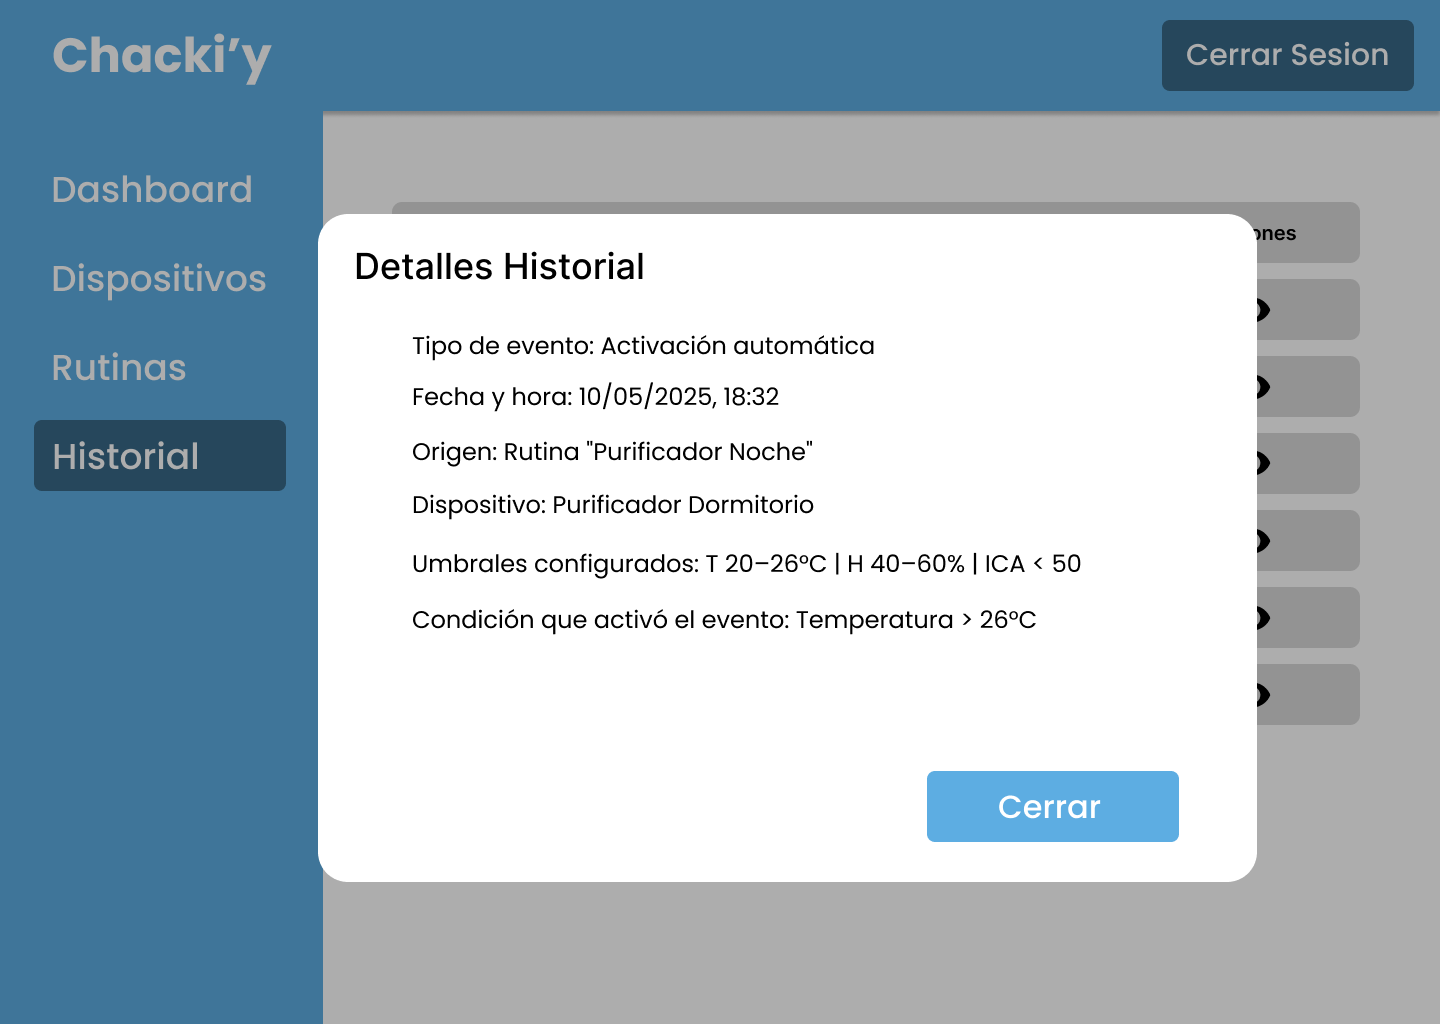 Chacki’y
Cerrar Sesion
Dashboard
Dispositivos
Rutinas
Historial
Detalles Historial
Tipo de evento: Activación automática
Fecha y hora: 10/05/2025, 18:32
Origen: Rutina "Purificador Noche"
Dispositivo: Purificador Dormitorio
Umbrales configurados: T 20–26°C | H 40–60% | ICA < 50
Condición que activó el evento: Temperatura > 26°C
Cerrar